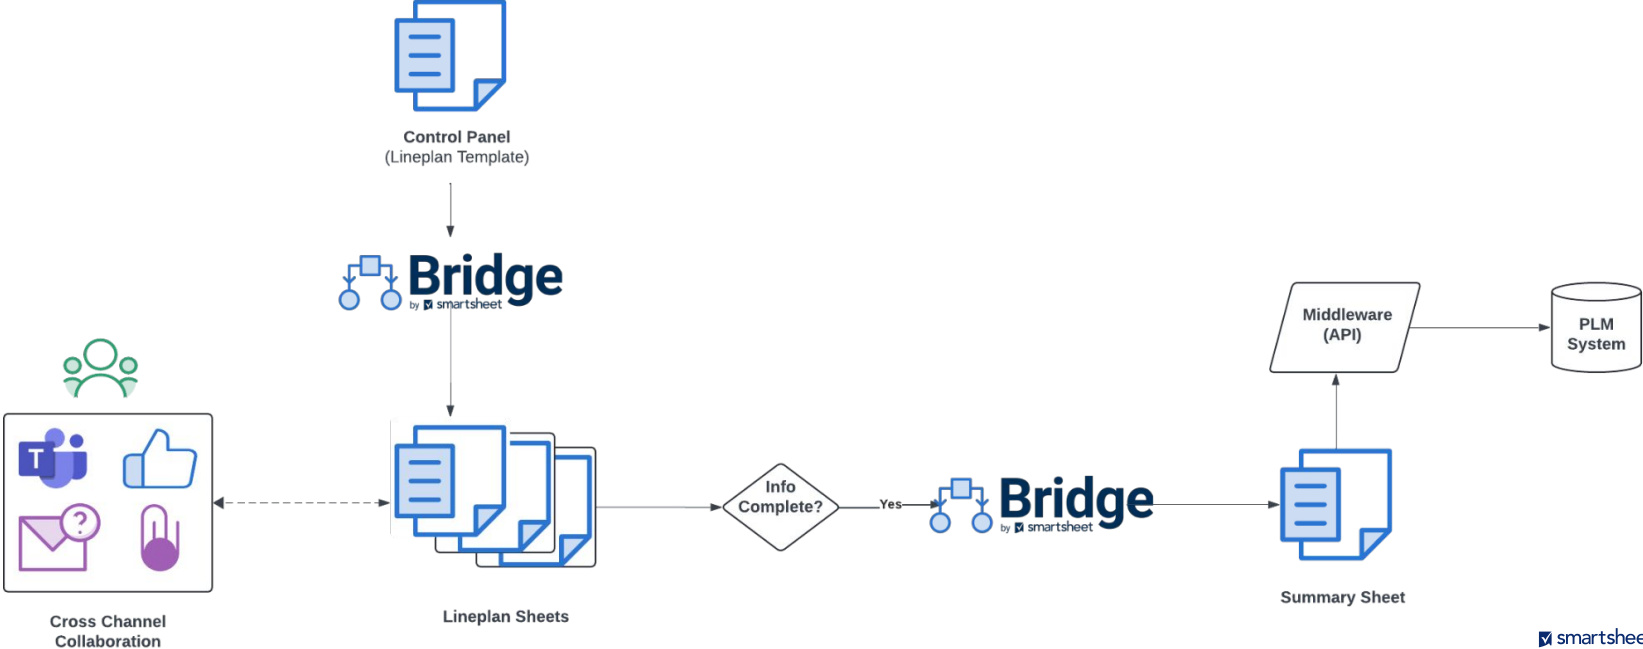 Control Panel
(Lineplan Template)
Bridge
by smartsheet
T
?
Cross Channel
Collaboration
Lineplan Sheets
Info
Complete?
Yes
Bridge
by smartsheet
Summary Sheet
Middleware
(API)
PLM
System
smartshee